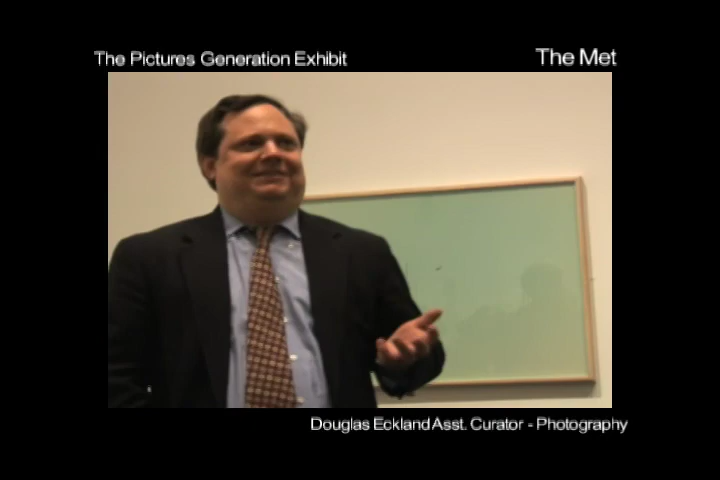 The Pictures Generation Exhibit
The Met
Douglas Eckland Asst. Curator - Photography